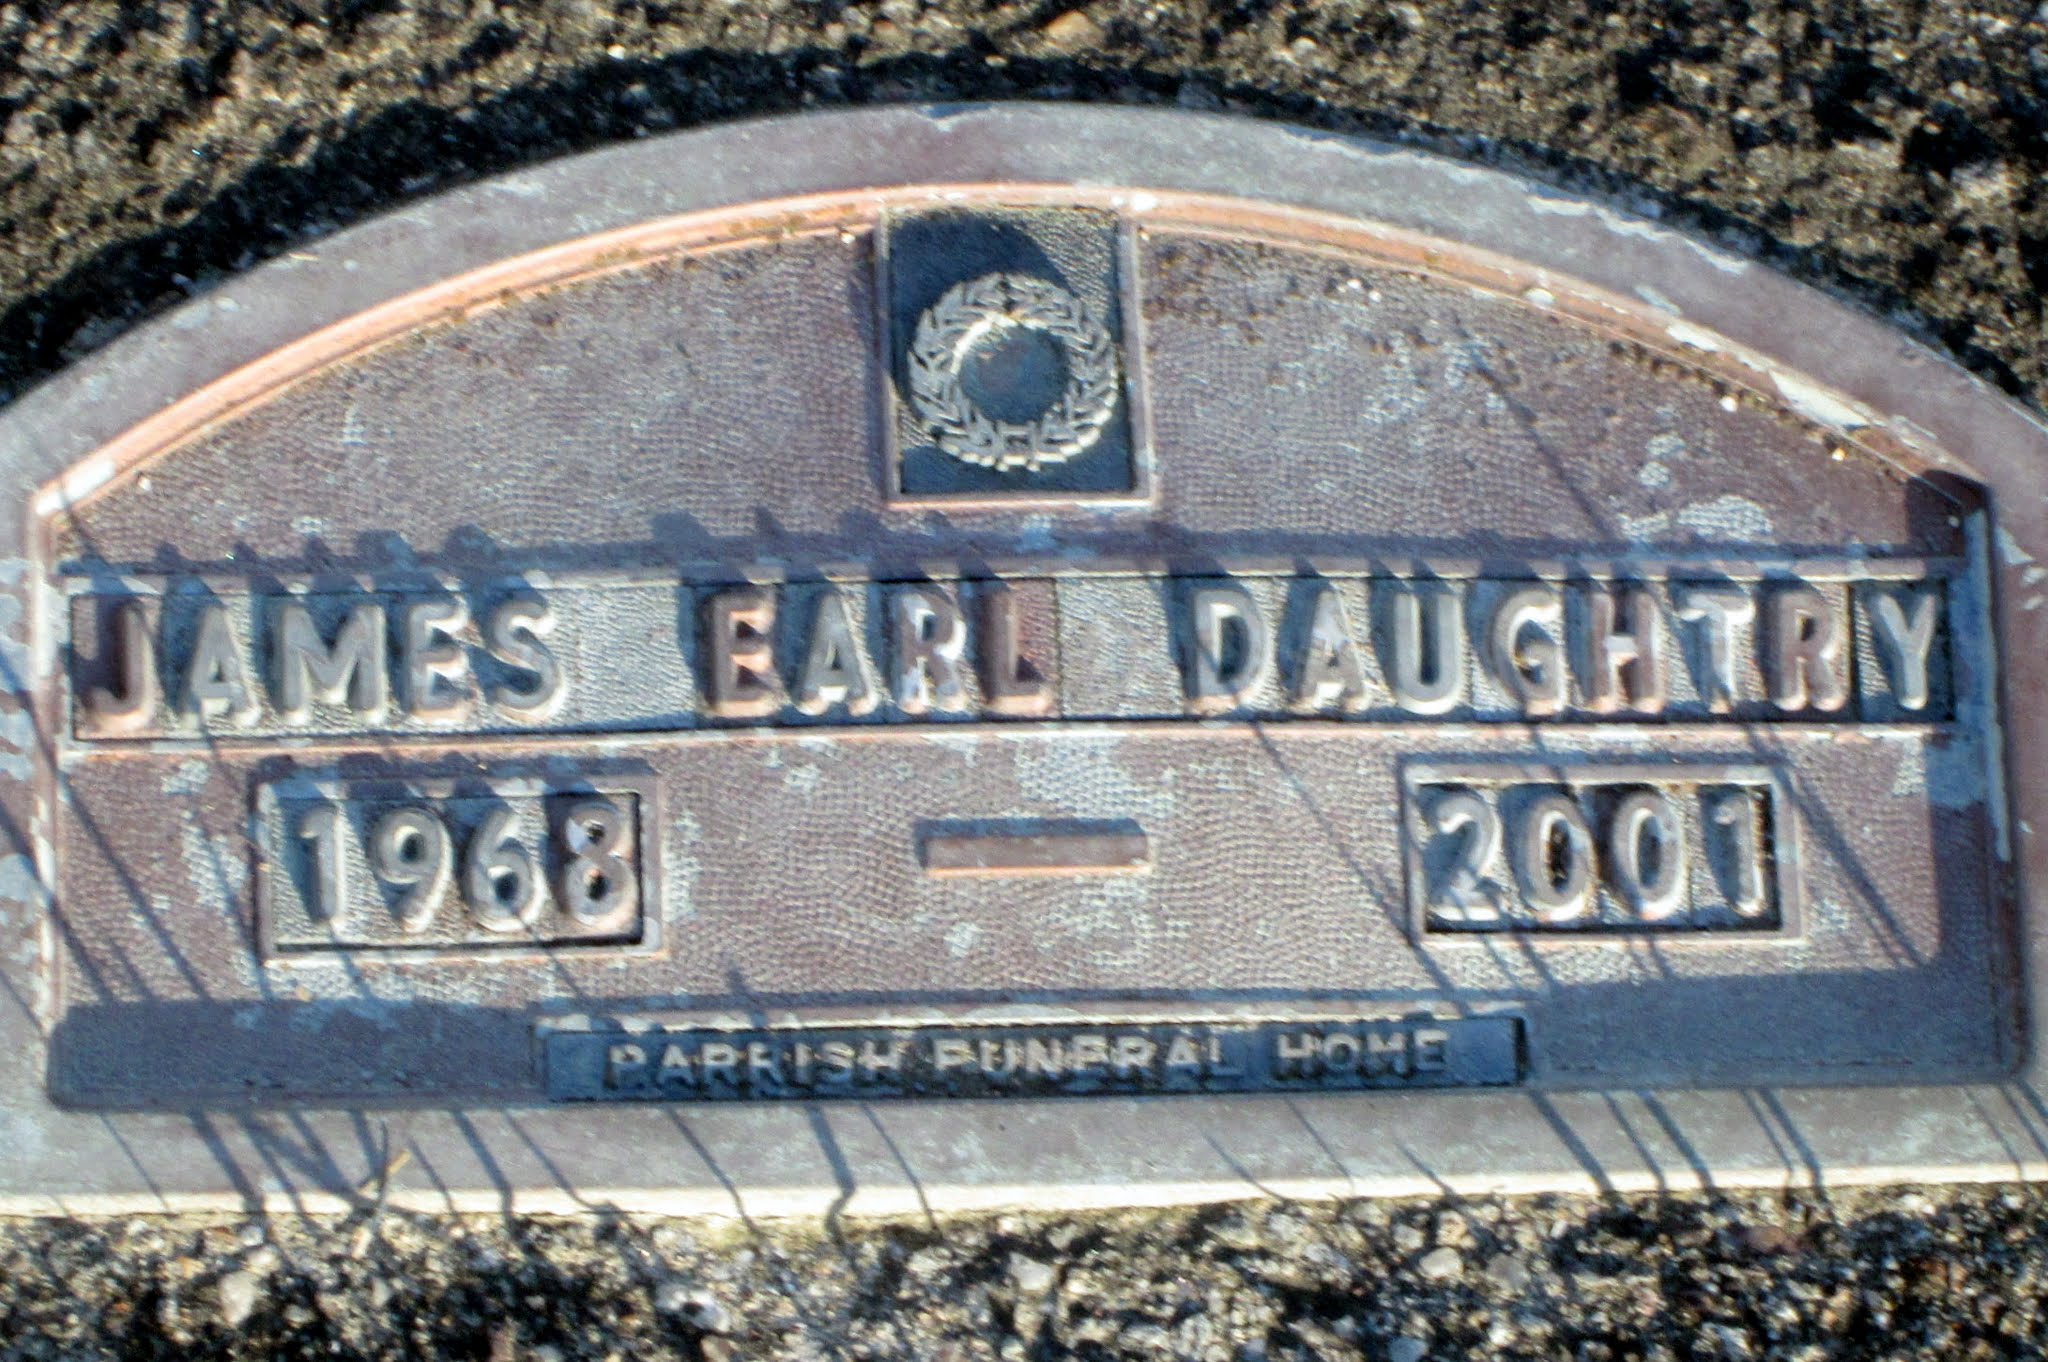 JAMES EARL DAUGHTRY
1968 — 2001
PARRISH FUNERAL HOME